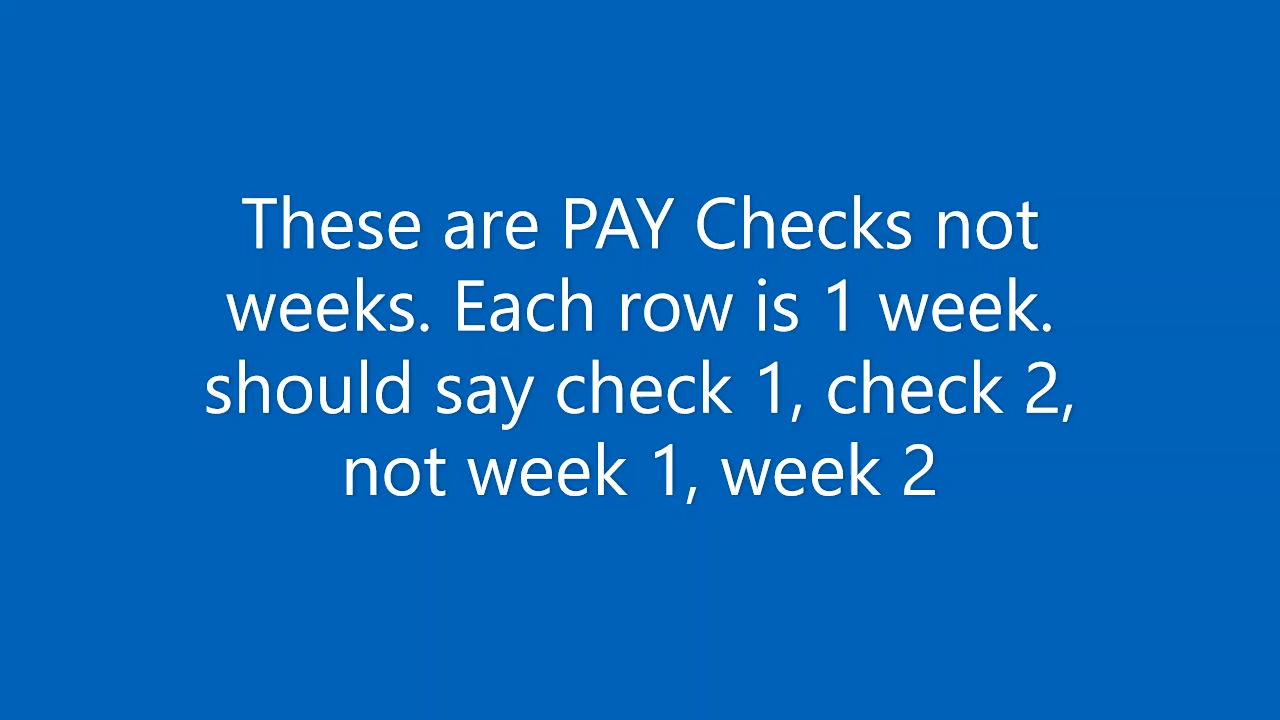 These are PAY Checks not
weeks. Each row is 1 week.
should say check 1, check 2,
not week 1, week 2